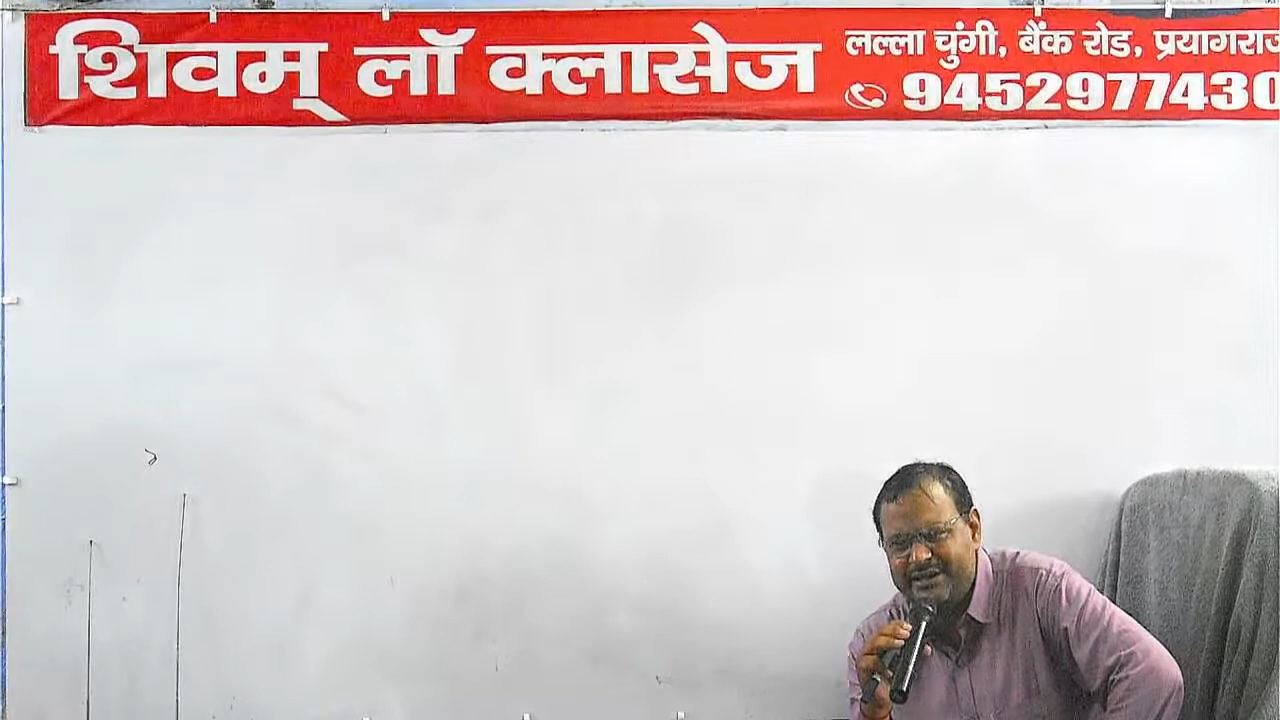 शिवम् लॉ क्लासेज
लल्ला चुंगी, बैंक रोड, प्रयागराज
9452977430